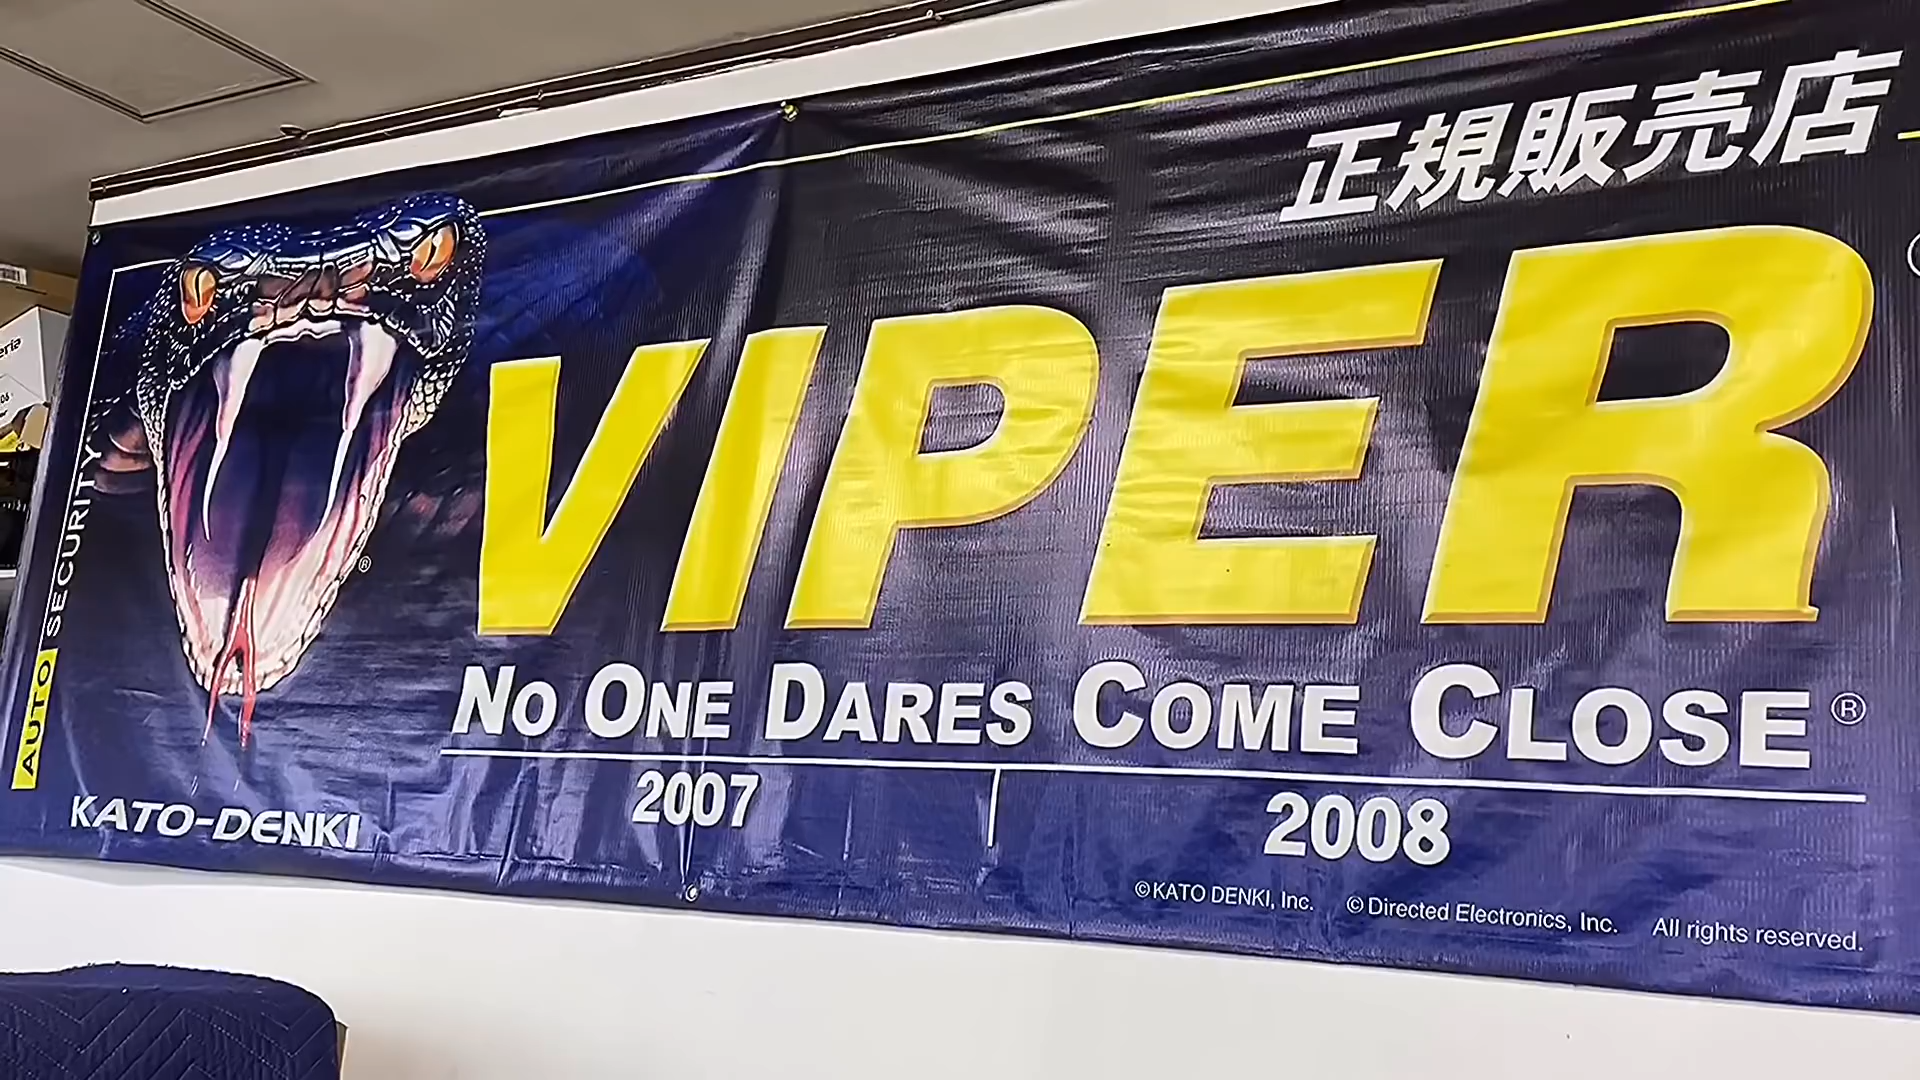 正規販売店
VIPER
AUTO SECURITY
®
NO ONE DARES COME CLOSE®
2007 2008
KATO-DENKI
©KATO DENKI, Inc. ©Directed Electronics, Inc. All rights reserved.